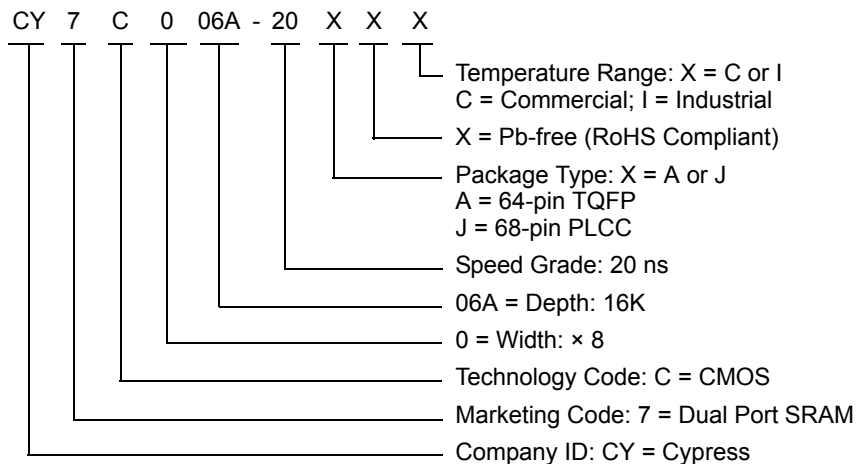 CY 7 C 0 06A - 20 X X X
Temperature Range: X = C or I
C = Commercial; I = Industrial
X = Pb-free (RoHS Compliant)
Package Type: X = A or J
A = 64-pin TQFP
J = 68-pin PLCC
Speed Grade: 20 ns
06A = Depth: 16K
0 = Width: × 8
Technology Code: C = CMOS
Marketing Code: 7 = Dual Port SRAM
Company ID: CY = Cypress